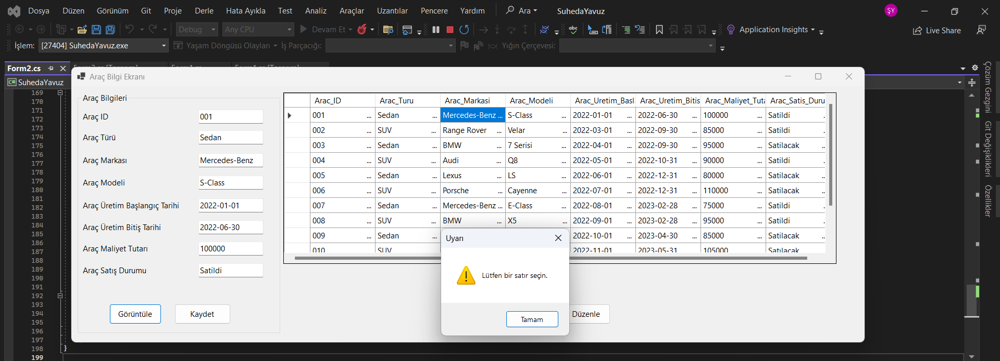 Dosya Düzen Görünüm Git Proje Derle Hata Ayıkla Test Analiz Araçlar Uzantılar Pencere Yardım Ara SuhedaYavuz ŞY
Debug Any CPU Devam Et abc Application Insights Live Share
İşlem: [27404] SuhedaYavuz.exe Yaşam Döngüsü Olayları İş Parçacığı: Yığın Çerçevesi:
Form2.cs
C# SuhedaYavuz
Araç Bilgi Ekranı
Araç Bilgileri
Araç ID 001
Araç Türü Sedan
Araç Markası Mercedes-Benz
Araç Modeli S-Class
Araç Üretim Başlangıç Tarihi 2022-01-01
Araç Üretim Bitiş Tarihi 2022-06-30
Araç Maliyet Tutarı 100000
Araç Satış Durumu Satildi
Görüntüle Kaydet
Arac_ID Arac_Turu Arac_Markasi Arac_Modeli Arac_Uretim_Basl Arac_Uretim_Bitis Arac_Maliyet_Tuta Arac_Satis_Duru
001 ... Sedan ... Mercedes-Benz ... S-Class ... 2022-01-01 ... 2022-06-30 ... 100000 ... Satildi
002 ... SUV ... Range Rover ... Velar ... 2022-03-01 ... 2022-09-30 ... 85000 ... Satildi
003 ... Sedan ... BMW ... 7 Serisi ... 2022-04-01 ... 2022-09-30 ... 95000 ... Satilacak ..
004 ... SUV ... Audi ... Q8 ... 2022-05-01 ... 2022-10-31 ... 90000 ... Satildi
005 ... Sedan ... Lexus ... LS ... 2022-06-01 ... 2022-12-31 ... 80000 ... Satilacak ..
006 ... SUV ... Porsche ... Cayenne ... 2022-07-01 ... 2022-12-31 ... 110000 ... Satilacak ..
007 ... Sedan ... Mercedes-Benz ... E-Class ... 2022-08-01 ... 2023-02-28 ... 75000 ... Satildi
008 ... SUV ... BMW ... X5 ... 2022-09-01 ... 2023-02-28 ... 95000 ... Satildi
009 ... Sedan ... 2022-10-01 ... 2023-04-30 ... 85000 ... Satilacak ..
010 ... SUV ... 2022-11-01 ... 2023-05-31 ... 105000 ... Satilacak
Uyarı
Lütfen bir satır seçin.
Tamam
Düzenle
169
170
171
172
173
174
175
176
177
178
179
180
181
182
183
184
185
186
187
188
189
190
191
192
193
194
195
196
197
198 }
199
Çözüm Gezgini
Git Değişiklikleri
Özellikler